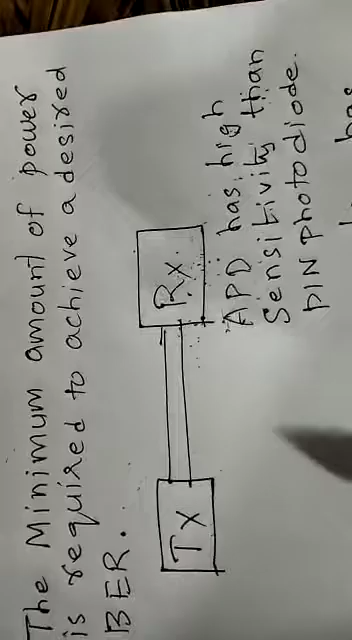 The Minimum amount of power
is required to achieve a desired
BER.
Tx
Rx
APD has high
Sensitivity than
PIN photodiode.
has